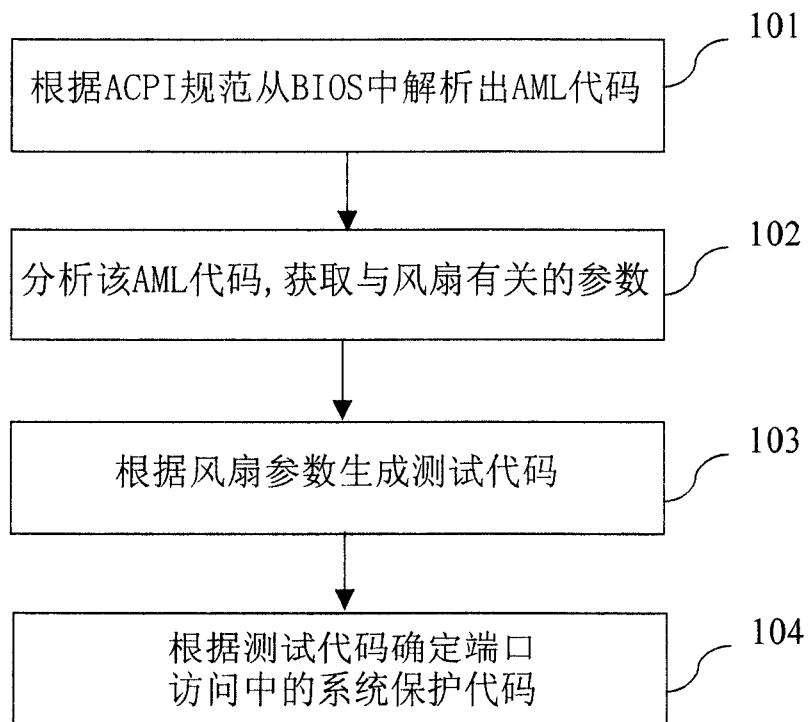 101
根据ACPI规范从BIOS中解析出AML代码
102
分析该AML代码,获取与风扇有关的参数
103
根据风扇参数生成测试代码
104
根据测试代码确定端口
访问中的系统保护代码